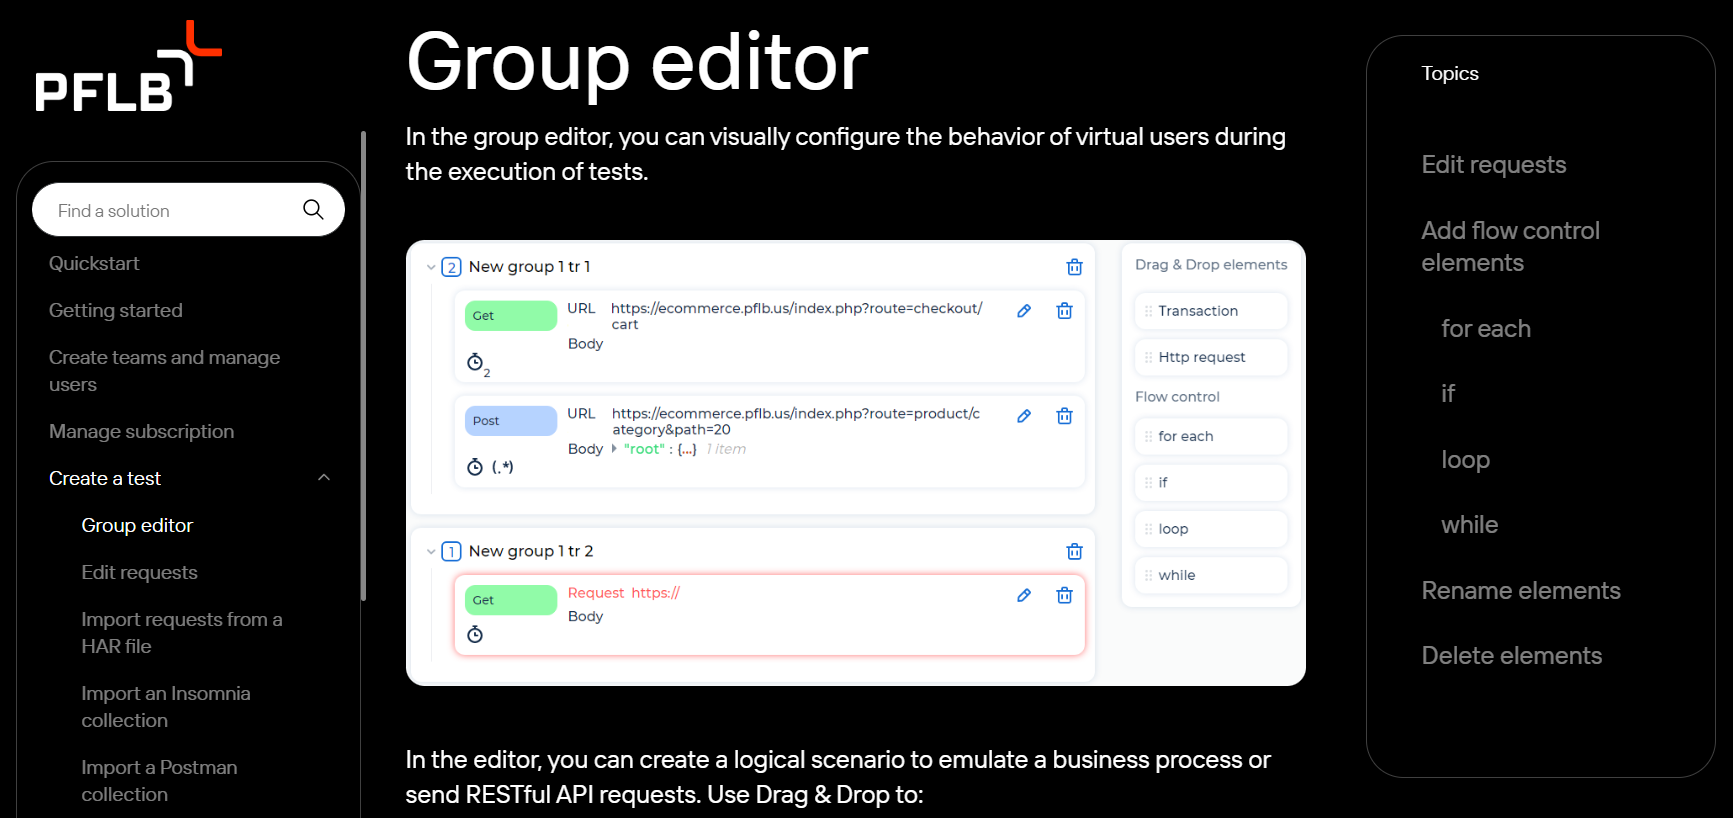 PFLB
Find a solution
Quickstart
Getting started
Create teams and manage
users
Manage subscription
Create a test
Group editor
Edit requests
Import requests from a
HAR file
Import an Insomnia
collection
Import a Postman
collection
Group editor
In the group editor, you can visually configure the behavior of virtual users during
the execution of tests.
2 New group 1 tr 1
Get
URL https://ecommerce.pflb.us/index.php?route=checkout/
cart
Body
2
Post
URL https://ecommerce.pflb.us/index.php?route=product/c
ategory&path=20
Body "root" : {...} 1 item
(.*)
1 New group 1 tr 2
Get
Request https://
Body
Drag & Drop elements
Transaction
Http request
Flow control
for each
if
loop
while
In the editor, you can create a logical scenario to emulate a business process or
send RESTful API requests. Use Drag & Drop to:
Topics
Edit requests
Add flow control
elements
for each
if
loop
while
Rename elements
Delete elements